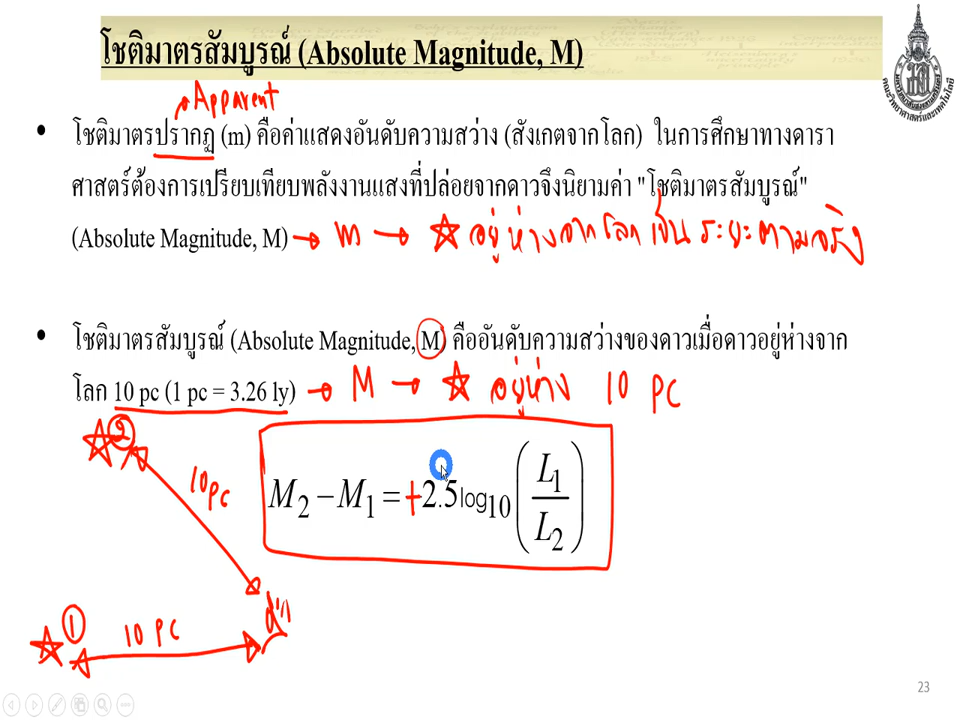 โชติมาตรสัมบูรณ์ (Absolute Magnitude, M)
Apparent
• โชติมาตรปรากฏ (m) คือค่าแสดงอันดับความสว่าง (สังเกตจากโลก) ในการศึกษาทางดารา
ศาสตร์ต้องการเปรียบเทียบพลังงานแสงที่ปล่อยจากดาวจึงนิยามค่า "โชติมาตรสัมบูรณ์"
(Absolute Magnitude, M) → m → ☆ อยู่ห่างจากโลกเป็นระยะตามจริง
• โชติมาตรสัมบูรณ์ (Absolute Magnitude, M) คืออันดับความสว่างของดาวเมื่อดาวอยู่ห่างจาก
โลก 10 pc (1 pc = 3.26 ly) → M → ☆ อยู่ห่าง 10 pc
2
10 pc
M₂ − M₁ = +2.5 log₁₀ (L₁/L₂)
1
10 pc
23